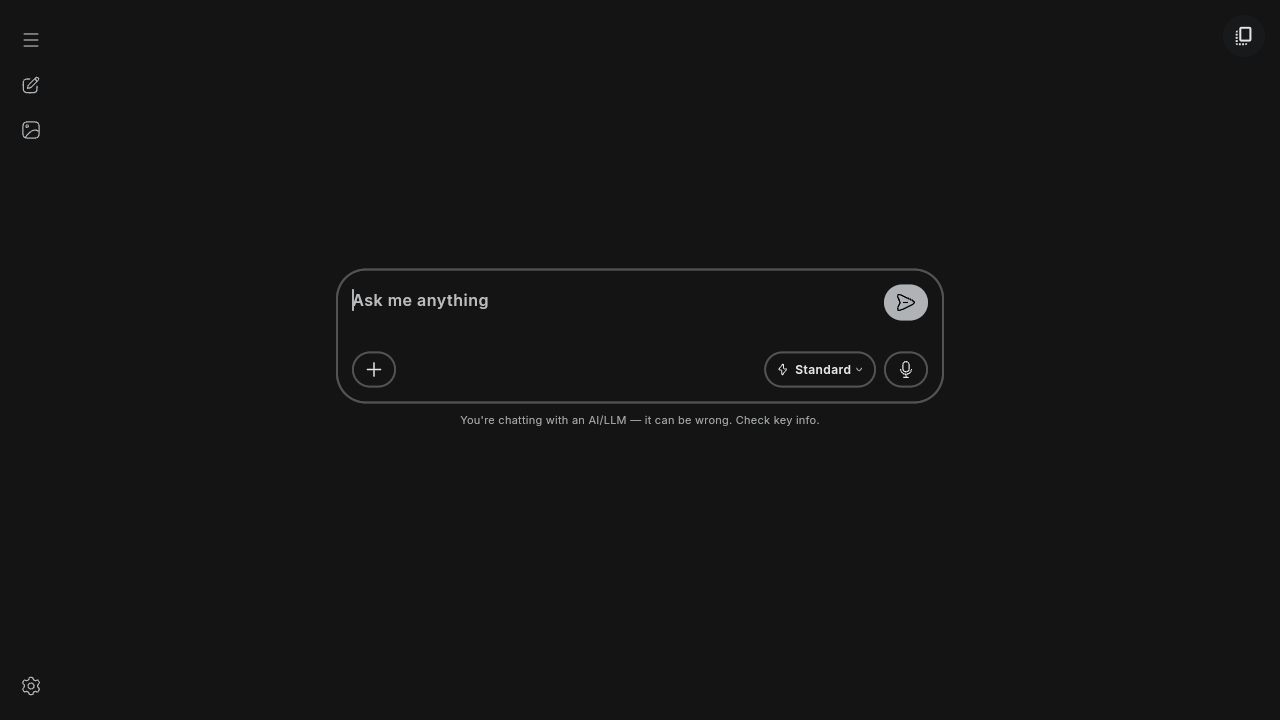 Ask me anything
Standard
You're chatting with an AI/LLM — it can be wrong. Check key info.